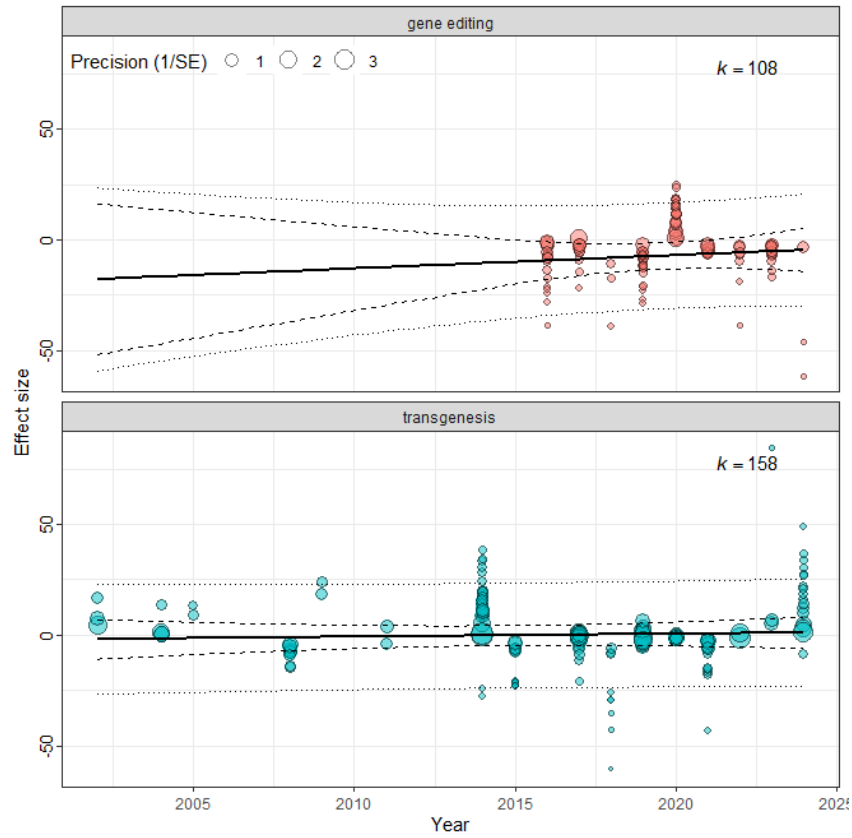 gene editing
Precision (1/SE) 1 2 3
k = 108
50
0
-50
Effect size
transgenesis
k = 158
50
0
-50
2005 2010 2015 2020 2025
Year